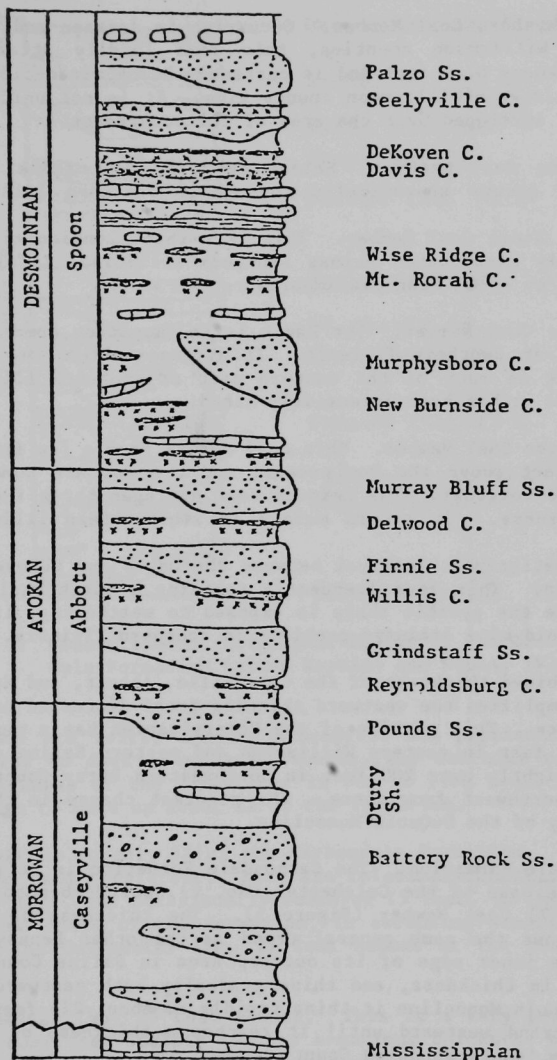 DESMOINIAN
Spoon
ATOKAN
Abbott
MORROWAN
Caseyville
Palzo Ss.
Seelyville C.
DeKoven C.
Davis C.
Wise Ridge C.
Mt. Rorah C.
Murphysboro C.
New Burnside C.
Murray Bluff Ss.
Delwood C.
Finnie Ss.
Willis C.
Grindstaff Ss.
Reynoldsburg C.
Pounds Ss.
Drury
Sh.
Battery Rock Ss.
Mississippian